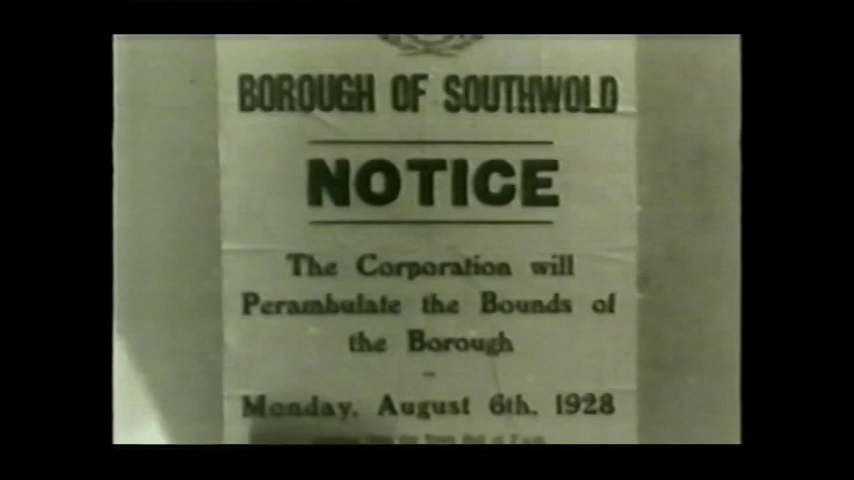 BOROUGH OF SOUTHWOLD
NOTICE
The Corporation will
Perambulate the Bounds of
the Borough
Monday, August 6th, 1928